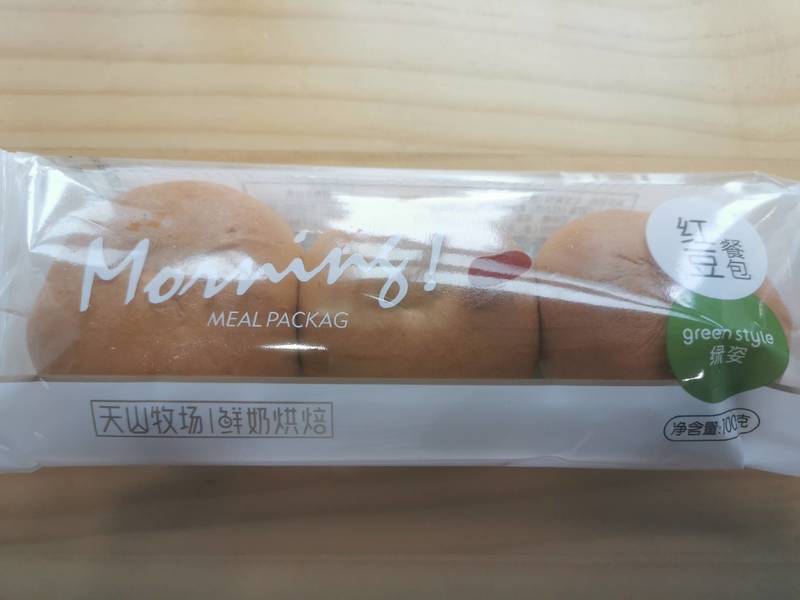 Morning!
MEAL PACKAG
红豆
餐包
green style
绿姿
天山牧场|鲜奶烘焙
净含量:100克